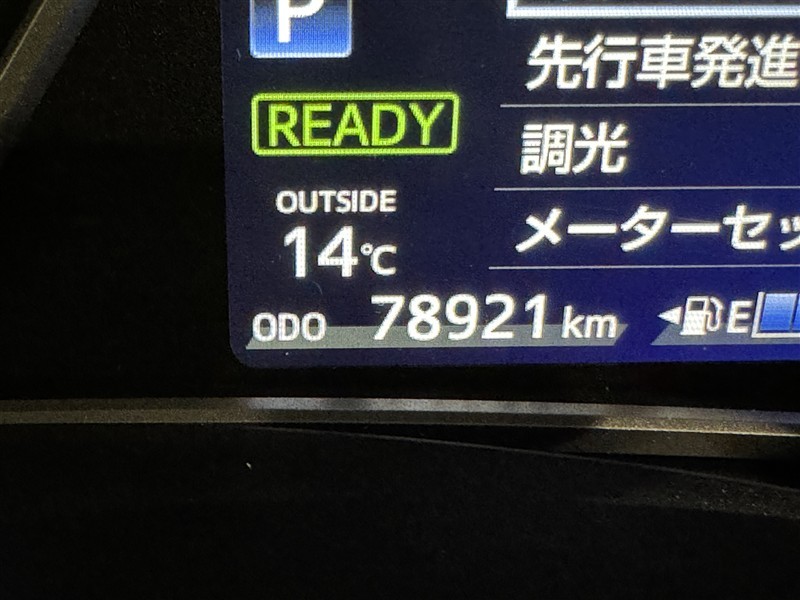 P
先行車発進
READY
調光
OUTSIDE
メーターセッ
14℃
ODO 78921 km
◀ E